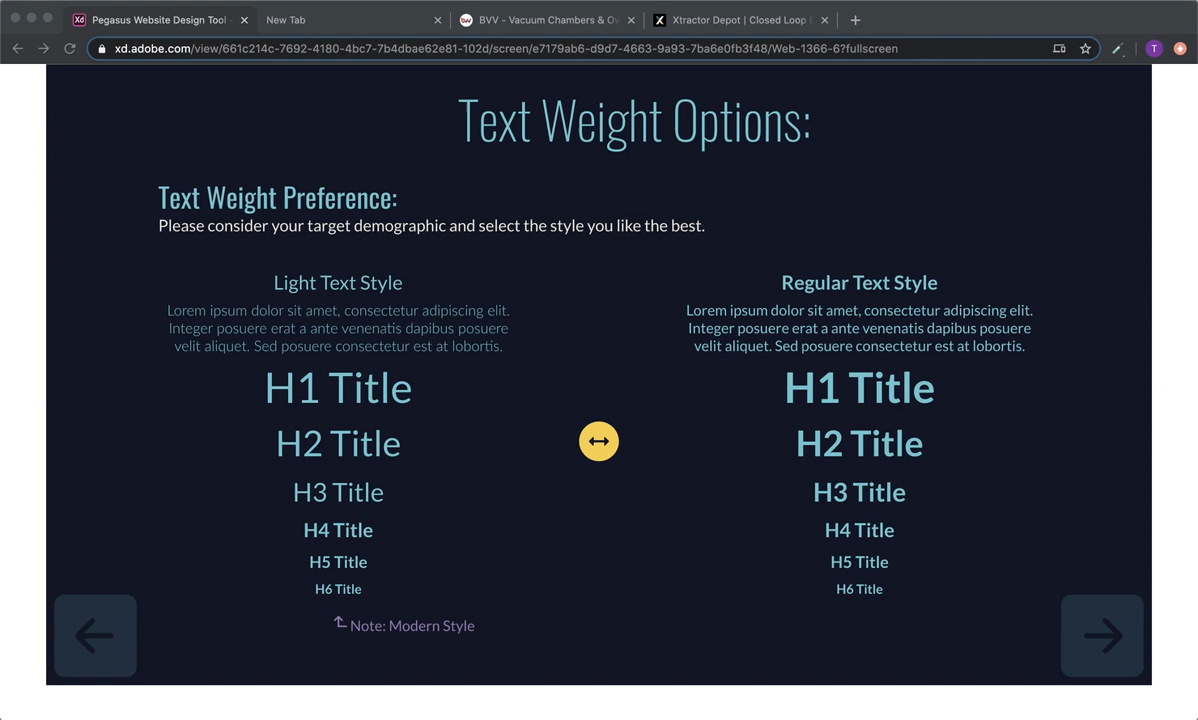 Pegasus Website Design Tool -
New Tab
BVV - Vacuum Chambers & Ov
Xtractor Depot | Closed Loop E
xd.adobe.com/view/661c214c-7692-4180-4bc7-7b4dbae62e81-102d/screen/e7179ab6-d9d7-4663-9a93-7ba6e0fb3f48/Web-1366-6?fullscreen
T
Text Weight Options:
Text Weight Preference:
Please consider your target demographic and select the style you like the best.
Light Text Style
Lorem ipsum dolor sit amet, consectetur adipiscing elit.
Integer posuere erat a ante venenatis dapibus posuere
velit aliquet. Sed posuere consectetur est at lobortis.
H1 Title
H2 Title
H3 Title
H4 Title
H5 Title
H6 Title
Note: Modern Style
Regular Text Style
Lorem ipsum dolor sit amet, consectetur adipiscing elit.
Integer posuere erat a ante venenatis dapibus posuere
velit aliquet. Sed posuere consectetur est at lobortis.
H1 Title
H2 Title
H3 Title
H4 Title
H5 Title
H6 Title